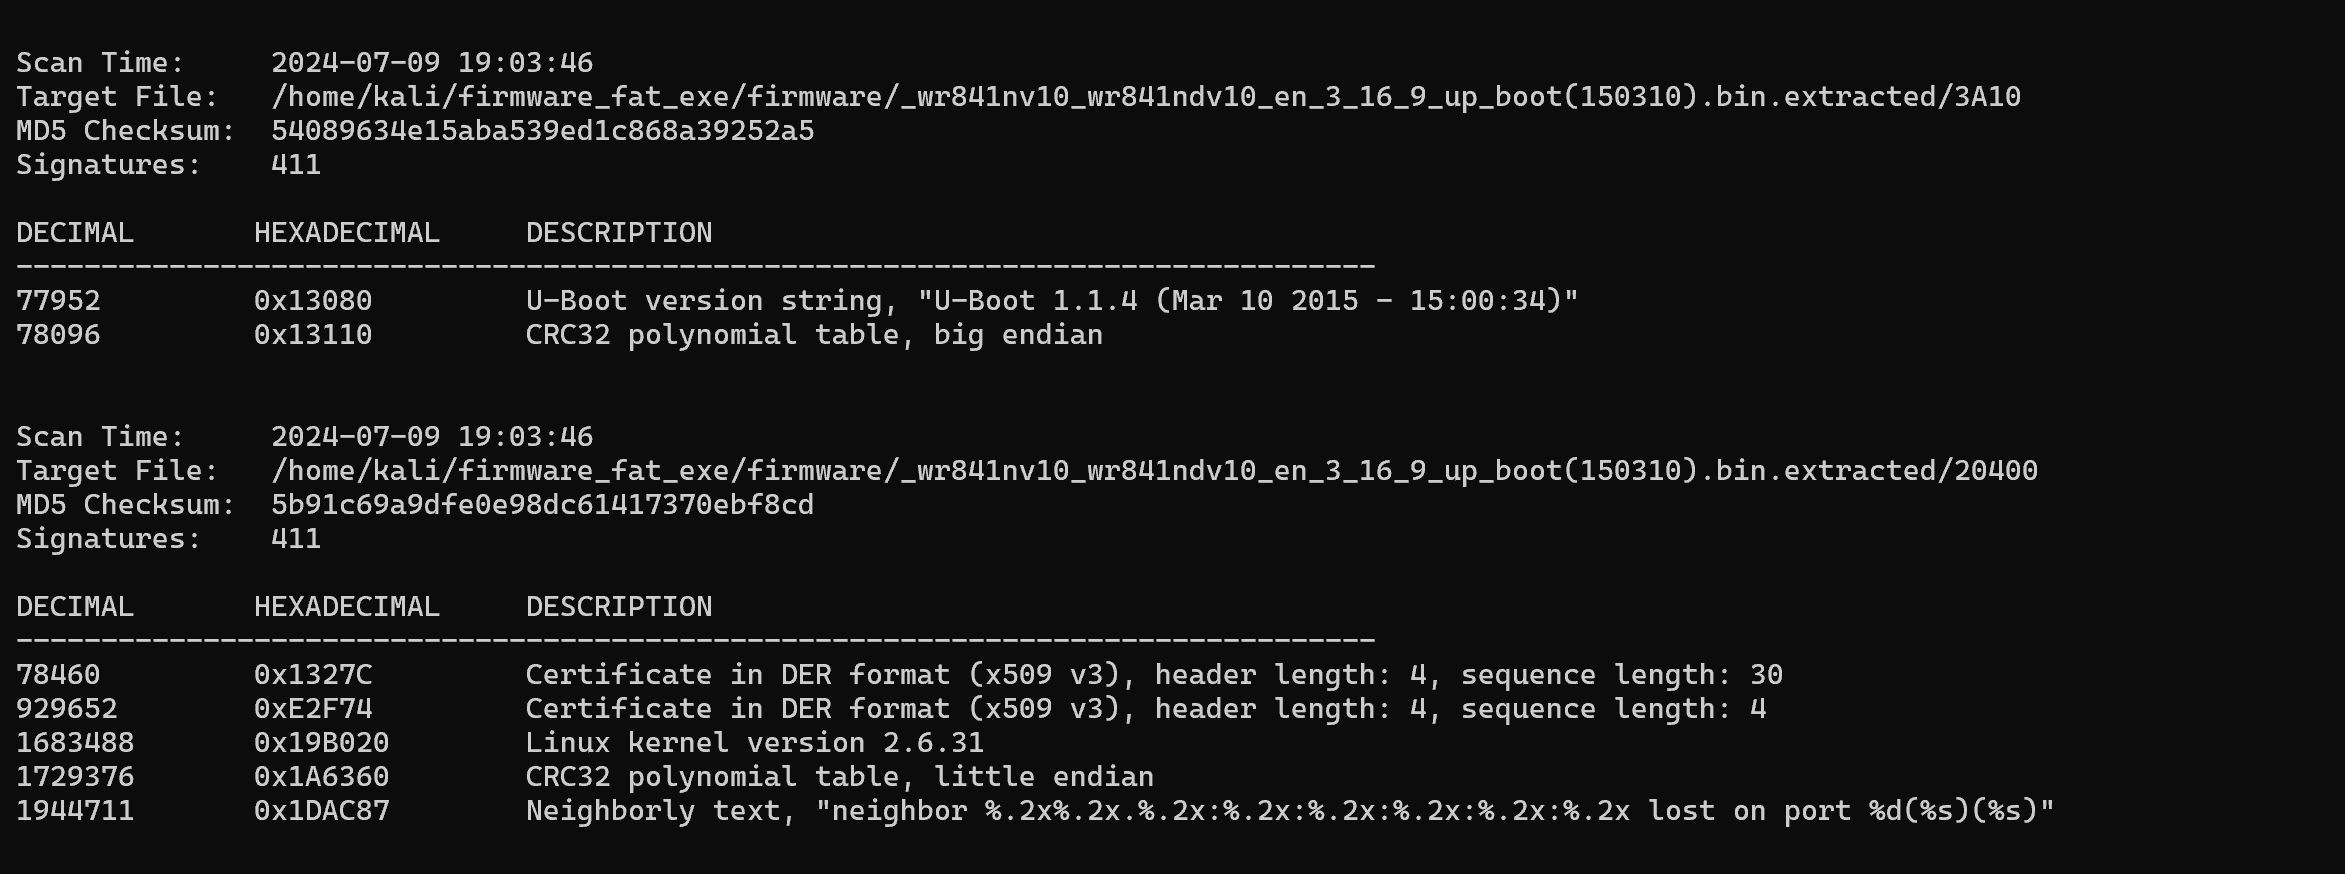 Scan Time:     2024-07-09 19:03:46
Target File:   /home/kali/firmware_fat_exe/firmware/_wr841nv10_wr841ndv10_en_3_16_9_up_boot(150310).bin.extracted/3A10
MD5 Checksum:  54089634e15aba539ed1c868a39252a5
Signatures:    411
DECIMAL       HEXADECIMAL     DESCRIPTION
--------------------------------------------------------------------------------
77952         0x13080         U-Boot version string, "U-Boot 1.1.4 (Mar 10 2015 - 15:00:34)"
78096         0x13110         CRC32 polynomial table, big endian
Scan Time:     2024-07-09 19:03:46
Target File:   /home/kali/firmware_fat_exe/firmware/_wr841nv10_wr841ndv10_en_3_16_9_up_boot(150310).bin.extracted/20400
MD5 Checksum:  5b91c69a9dfe0e98dc61417370ebf8cd
Signatures:    411
DECIMAL       HEXADECIMAL     DESCRIPTION
--------------------------------------------------------------------------------
78460         0x1327C         Certificate in DER format (x509 v3), header length: 4, sequence length: 30
929652        0xE2F74         Certificate in DER format (x509 v3), header length: 4, sequence length: 4
1683488       0x19B020        Linux kernel version 2.6.31
1729376       0x1A6360        CRC32 polynomial table, little endian
1944711       0x1DAC87        Neighborly text, "neighbor %.2x%.2x.%.2x:%.2x:%.2x:%.2x:%.2x:%.2x lost on port %d(%s)(%s)"